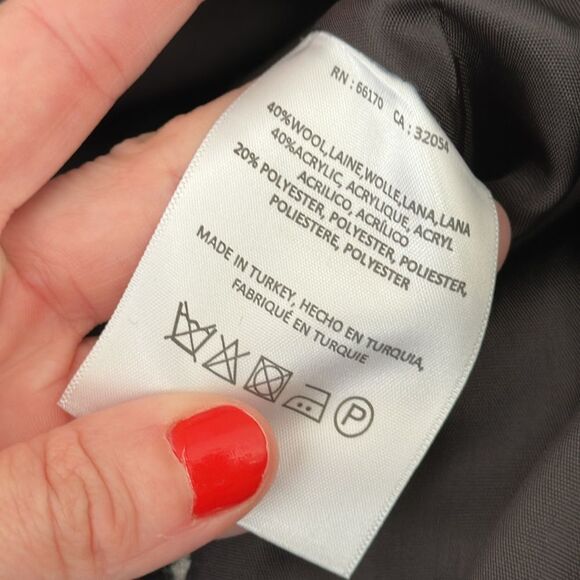 RN : 66170 CA : 32054
40%WOOL,LAINE,WOLLE,LANA,LANA
40%ACRYLIC, ACRYLIQUE, ACRYL
ACRILICO, ACRÍLICO
20% POLYESTER, POLYESTER, POLIESTER,
POLIESTERE, POLYESTER
MADE IN TURKEY, HECHO EN TURQUIA,
FABRIQUÉ EN TURQUIE
P